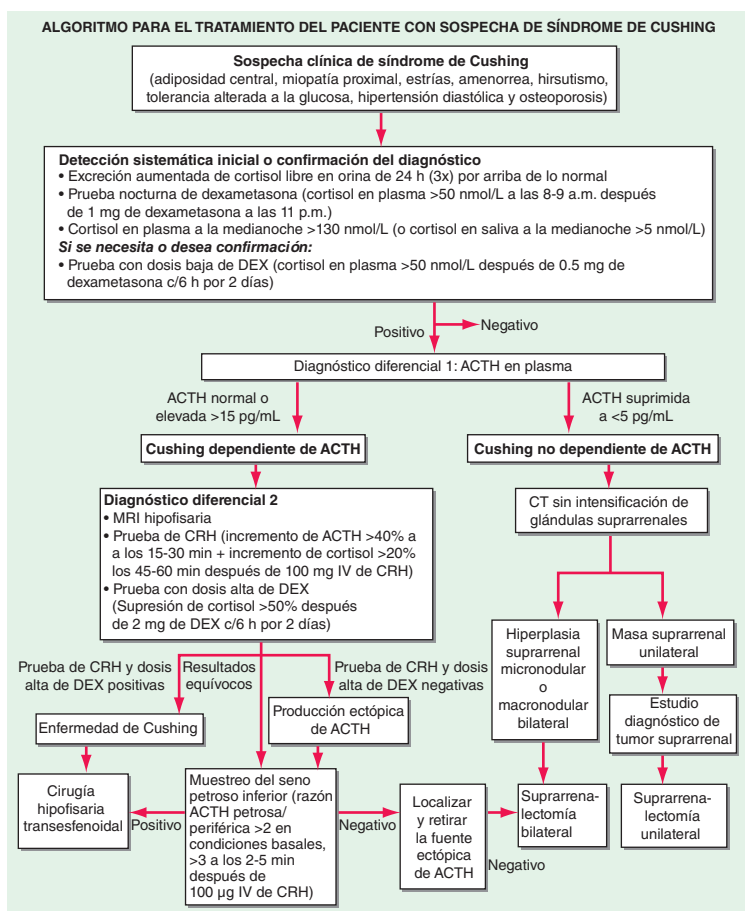 ALGORITMO PARA EL TRATAMIENTO DEL PACIENTE CON SOSPECHA DE SÍNDROME DE CUSHING
Sospecha clínica de síndrome de Cushing
(adiposidad central, miopatía proximal, estrías, amenorrea, hirsutismo,
tolerancia alterada a la glucosa, hipertensión diastólica y osteoporosis)
Detección sistemática inicial o confirmación del diagnóstico
• Excreción aumentada de cortisol libre en orina de 24 h (3x) por arriba de lo normal
• Prueba nocturna de dexametasona (cortisol en plasma >50 nmol/L a las 8-9 a.m. después
de 1 mg de dexametasona a las 11 p.m.)
• Cortisol en plasma a la medianoche >130 nmol/L (o cortisol en saliva a la medianoche >5 nmol/L)
Si se necesita o desea confirmación:
• Prueba con dosis baja de DEX (cortisol en plasma >50 nmol/L después de 0.5 mg de
dexametasona c/6 h por 2 días)
Positivo
Negativo
Diagnóstico diferencial 1: ACTH en plasma
ACTH normal o
elevada >15 pg/mL
ACTH suprimida
a <5 pg/mL
Cushing dependiente de ACTH
Cushing no dependiente de ACTH
Diagnóstico diferencial 2
• MRI hipofisaria
• Prueba de CRH (incremento de ACTH >40% a
a los 15-30 min + incremento de cortisol >20%
los 45-60 min después de 100 mg IV de CRH)
• Prueba con dosis alta de DEX
(Supresión de cortisol >50% después
de 2 mg de DEX c/6 h por 2 días)
CT sin intensificación de
glándulas suprarrenales
Hiperplasia
suprarrenal
micronodular
o
macronodular
bilateral
Masa suprarrenal
unilateral
Estudio
diagnóstico de
tumor suprarrenal
Prueba de CRH y dosis
alta de DEX positivas
Resultados
equívocos
Prueba de CRH y dosis
alta de DEX negativas
Enfermedad de Cushing
Producción ectópica
de ACTH
Cirugía
hipofisaria
transesfenoidal
Positivo
Muestreo del seno
petroso inferior (razón
ACTH petrosa/
periférica >2 en
condiciones basales,
>3 a los 2-5 min
después de
100 µg IV de CRH)
Negativo
Localizar
y retirar
la fuente
ectópica
de ACTH
Negativo
Suprarrena-
lectomía
bilateral
Suprarrena-
lectomía
unilateral